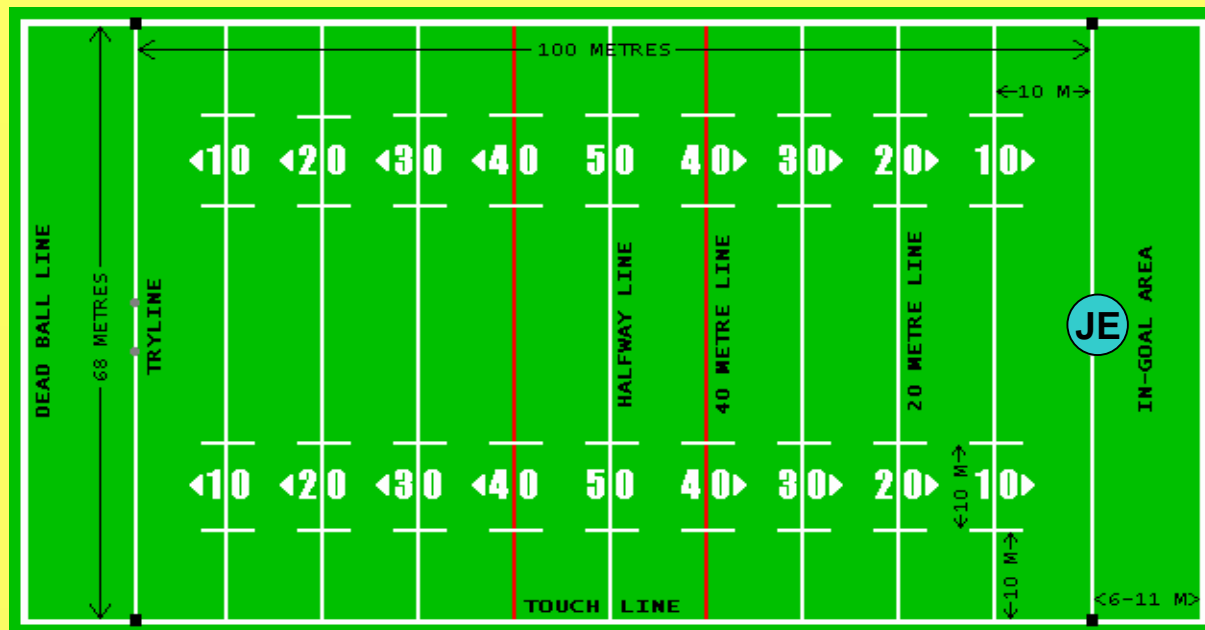 100 METRES
10 M
10 20 30 40 50 40 30 20 10
DEAD BALL LINE
68 METRES
TRYLINE
HALFWAY LINE
40 METRE LINE
20 METRE LINE
JE
IN-GOAL AREA
10 20 30 40 50 40 30 20 10
10 M
10 M
TOUCH LINE
6-11 M